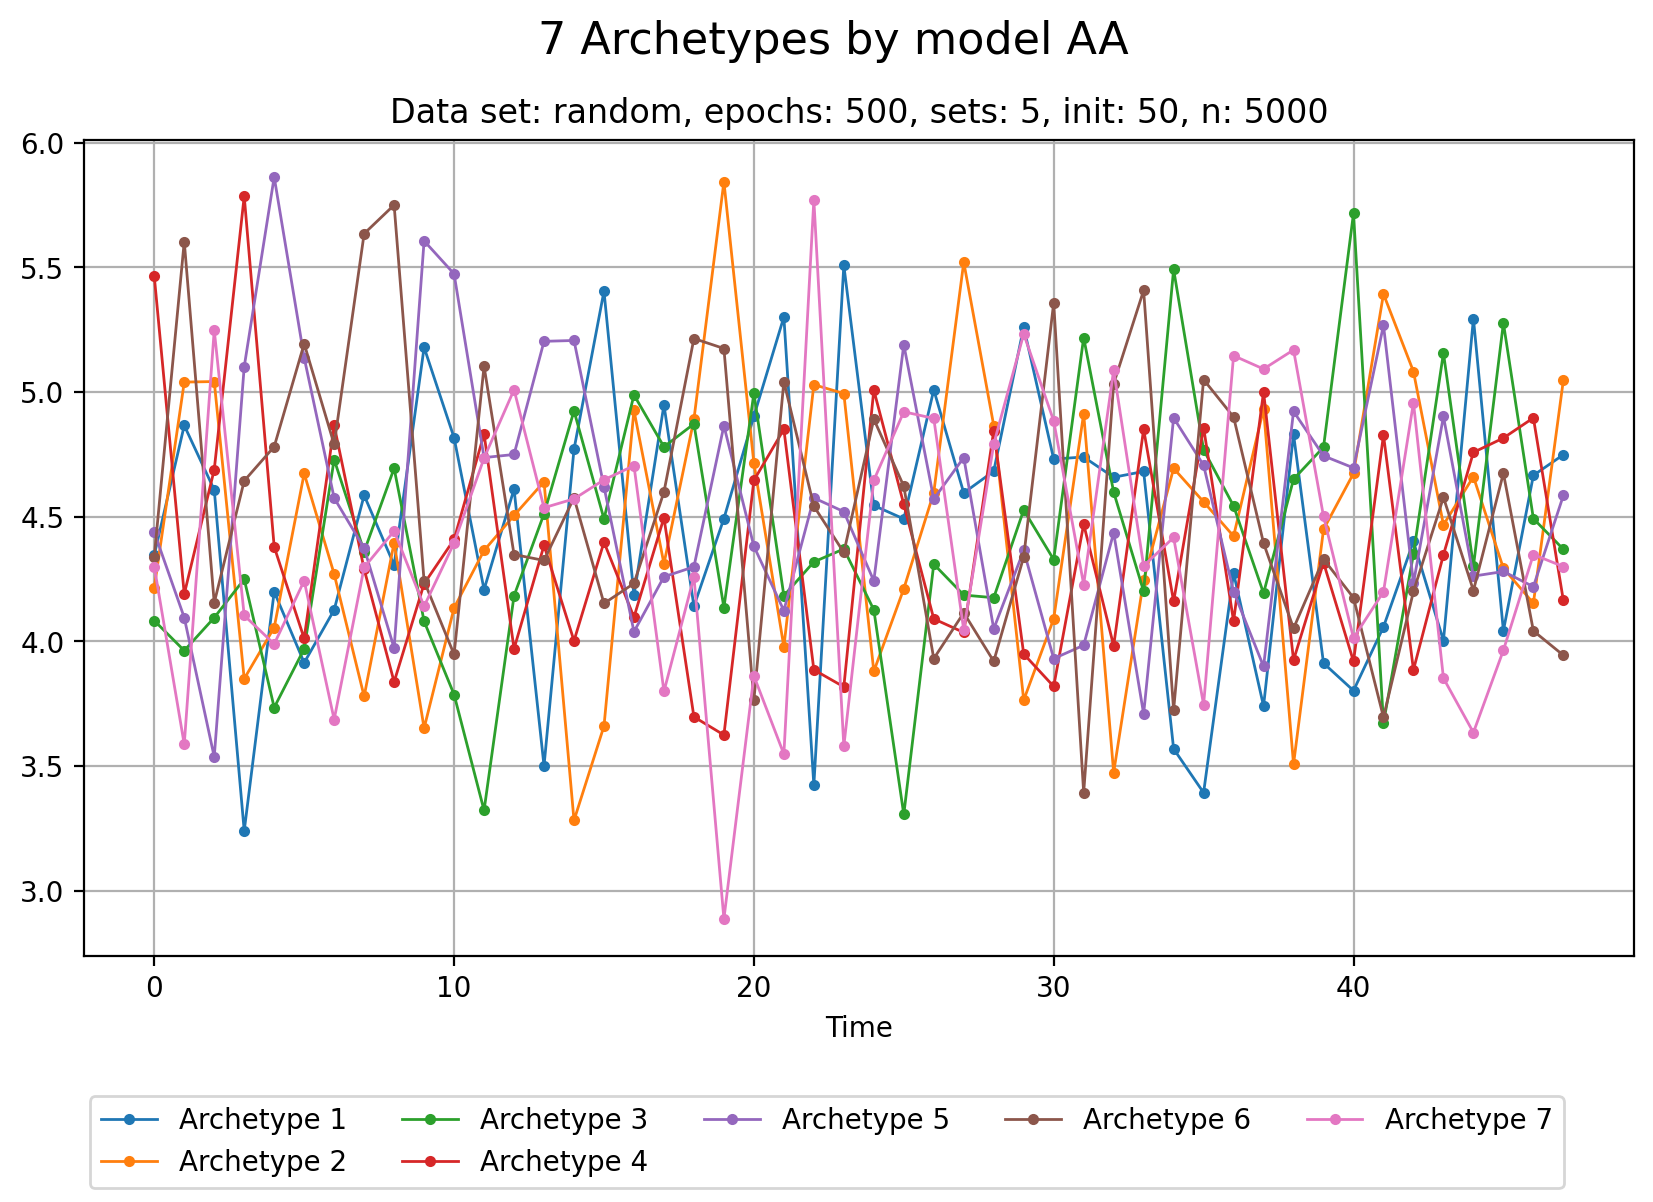 7 Archetypes by model AA
Data set: random, epochs: 500, sets: 5, init: 50, n: 5000
6.0
5.5
5.0
4.5
4.0
3.5
3.0
0 10 20 30 40
Time
Archetype 1 Archetype 3 Archetype 5 Archetype 6 Archetype 7
Archetype 2 Archetype 4